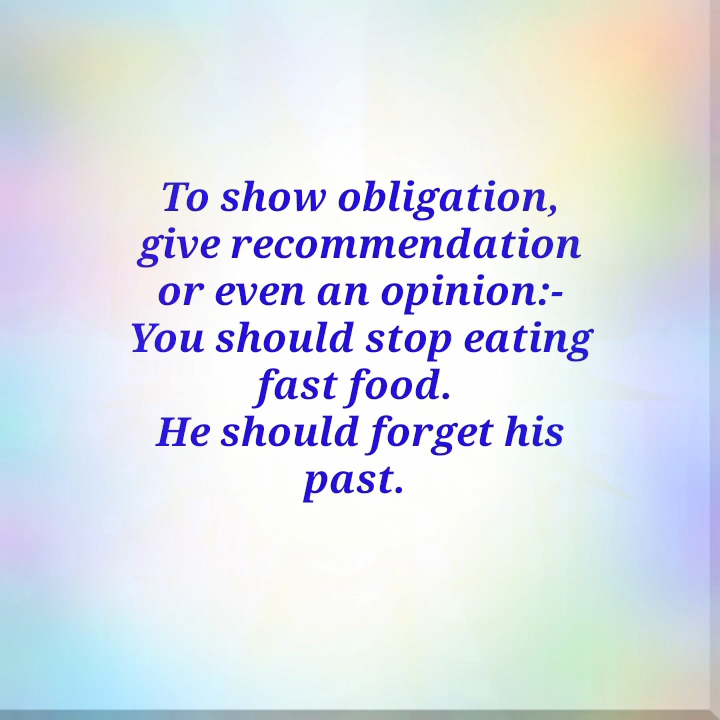 To show obligation,
give recommendation
or even an opinion:-
You should stop eating
fast food.
He should forget his
past.